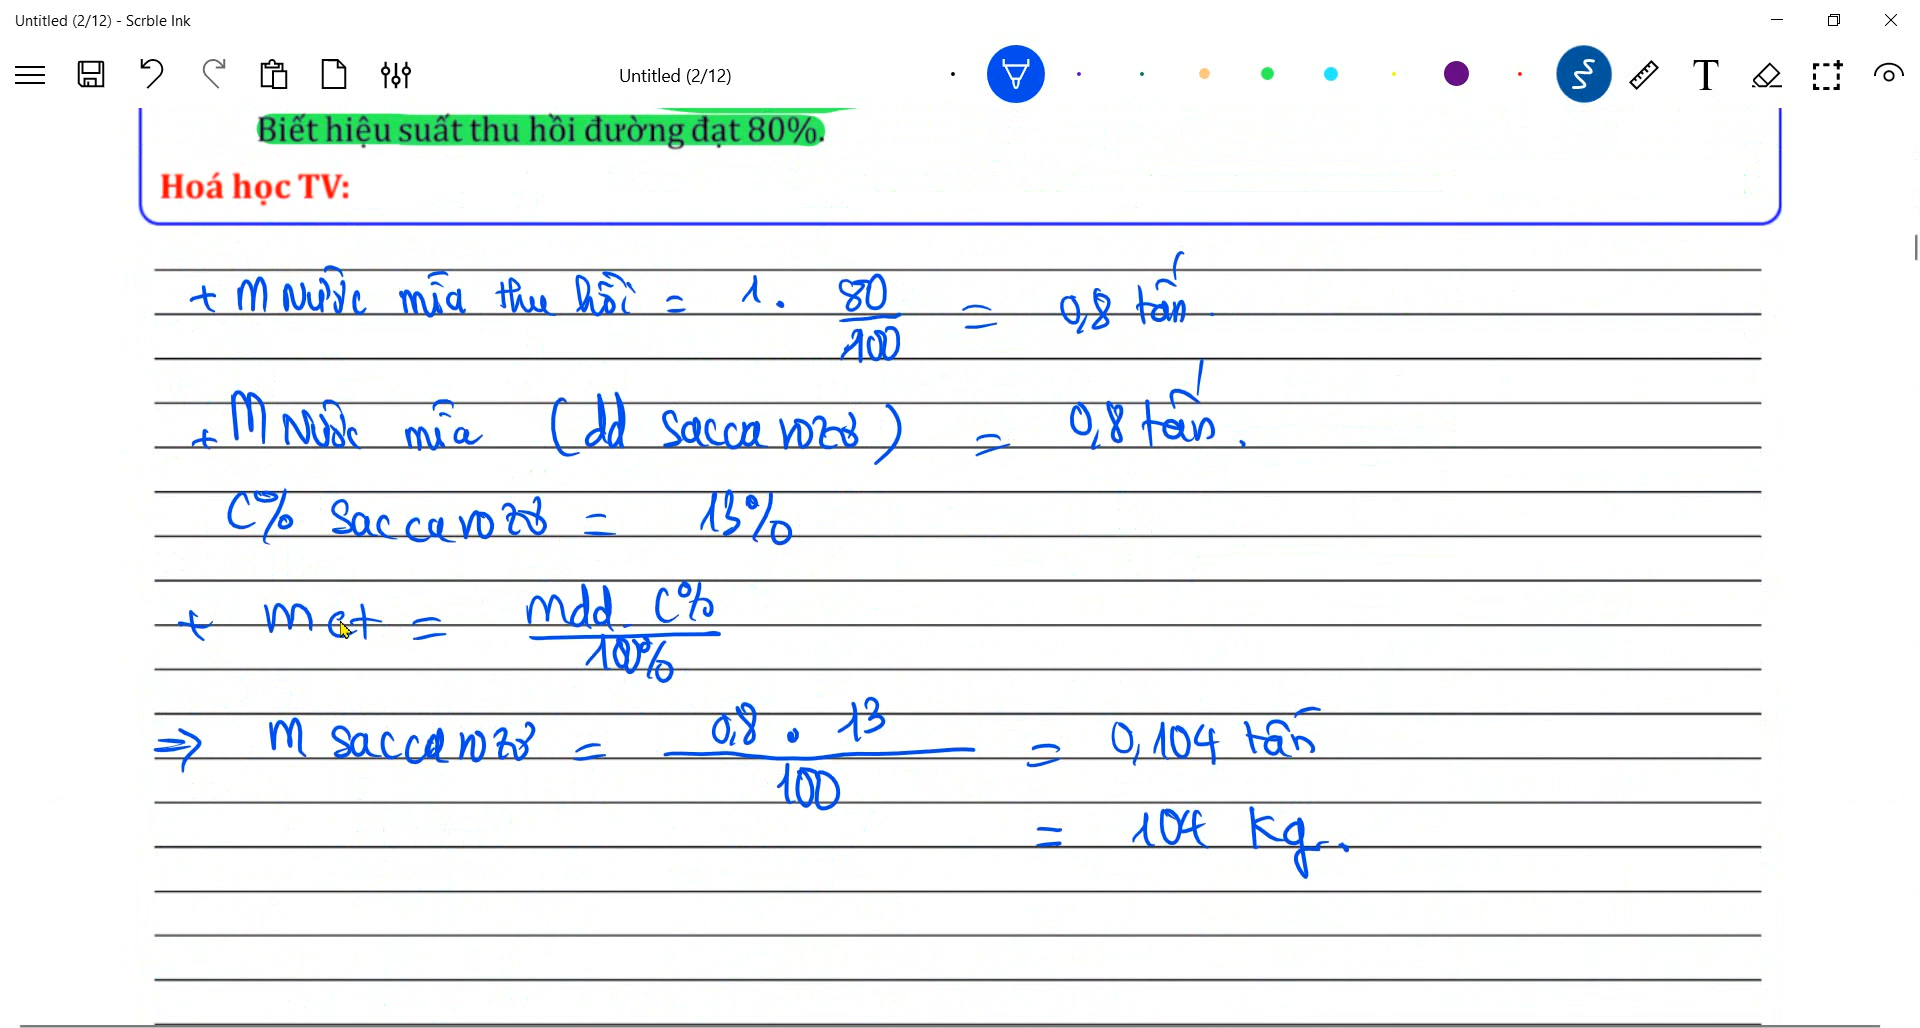 Untitled (2/12) - Scrble Ink
Untitled (2/12)
T
Biết hiệu suất thu hồi đường đạt 80%.
Hoá học TV:
+ m nước mía thu hồi = 1 . 80/100 = 0,8 tấn.
+ m nước mía (dd saccarozơ) = 0,8 tấn.
C% saccarozơ = 13%
+ mct = mdd . C% / 100%
=> m saccarozơ = 0,8 . 13 / 100 = 0,104 tấn
= 104 kg.